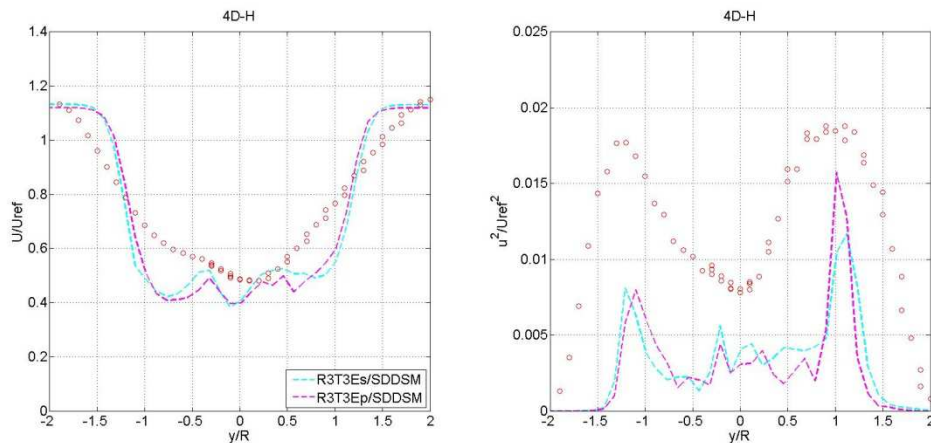 4D-H
1.4
1.2
1
0.8
0.6
0.4
0.2
0
U/Uref
-2 -1.5 -1 -0.5 0 0.5 1 1.5 2
y/R
R3T3Es/SDDSM
R3T3Ep/SDDSM
4D-H
0.025
0.02
0.015
0.01
0.005
0
u²/Uref²
-2 -1.5 -1 -0.5 0 0.5 1 1.5 2
y/R